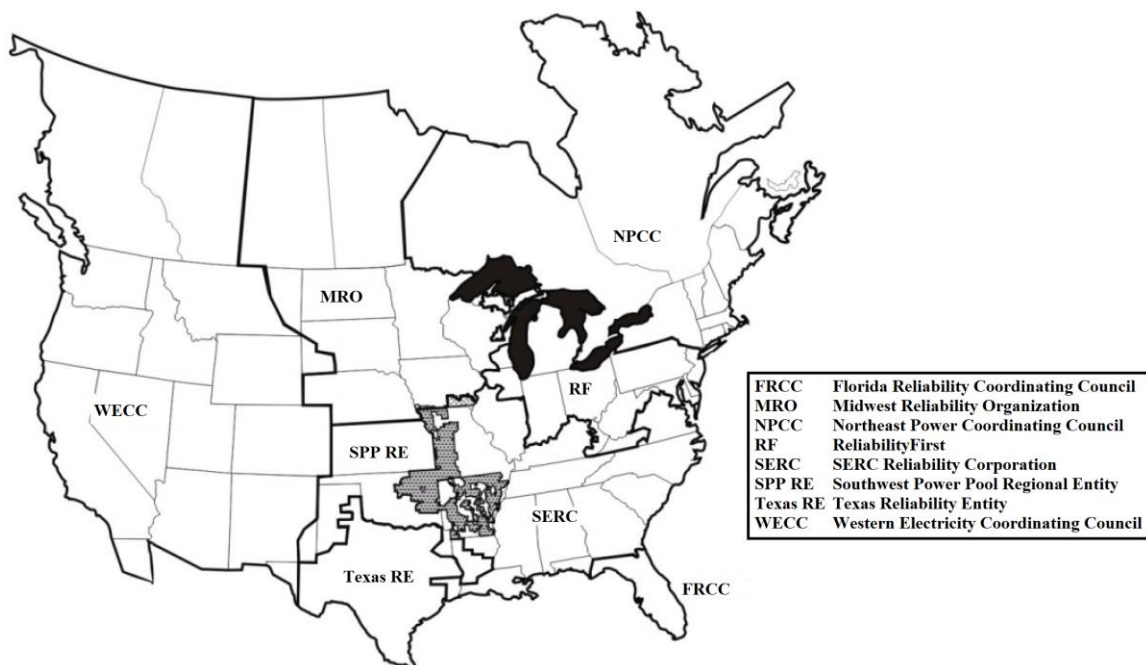 NPCC
MRO
RF
WECC
SPP RE
SERC
Texas RE
FRCC
FRCC Florida Reliability Coordinating Council
MRO Midwest Reliability Organization
NPCC Northeast Power Coordinating Council
RF ReliabilityFirst
SERC SERC Reliability Corporation
SPP RE Southwest Power Pool Regional Entity
Texas RE Texas Reliability Entity
WECC Western Electricity Coordinating Council